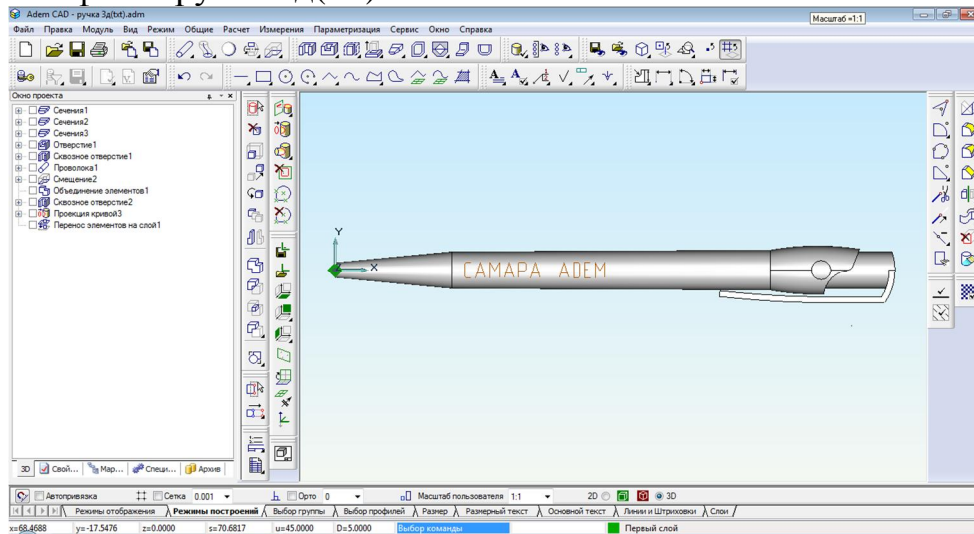 Adem CAD - ручка 3д(txt).adm
Масштаб =1:1
Файл Правка Модуль Вид Режим Общие Расчет Измерения Параметризация Сервис Окно Справка
Окно проекта
Сечения1
Сечения2
Сечения3
Отверстие1
Сквозное отверстие1
Проволока1
Смещение2
Объединение элементов1
Сквозное отверстие2
Проекция кривой3
Перенос элементов на слой1
Y
X
САМАРА ADEM
3D Свой... Мар... Специ... Архив
Автопривязка Сетка 0.001 Орто 0 Масштаб пользователя 1:1 2D 3D
Режимы отображения Режимы построений Выбор группы Выбор профилей Размер Размерный текст Основной текст Линии и Штриховки Слои
x=68.4688 y=-17.5476 z=0.0000 s=70.6817 u=45.0000 D=5.0000 Выбор команды Первый слой